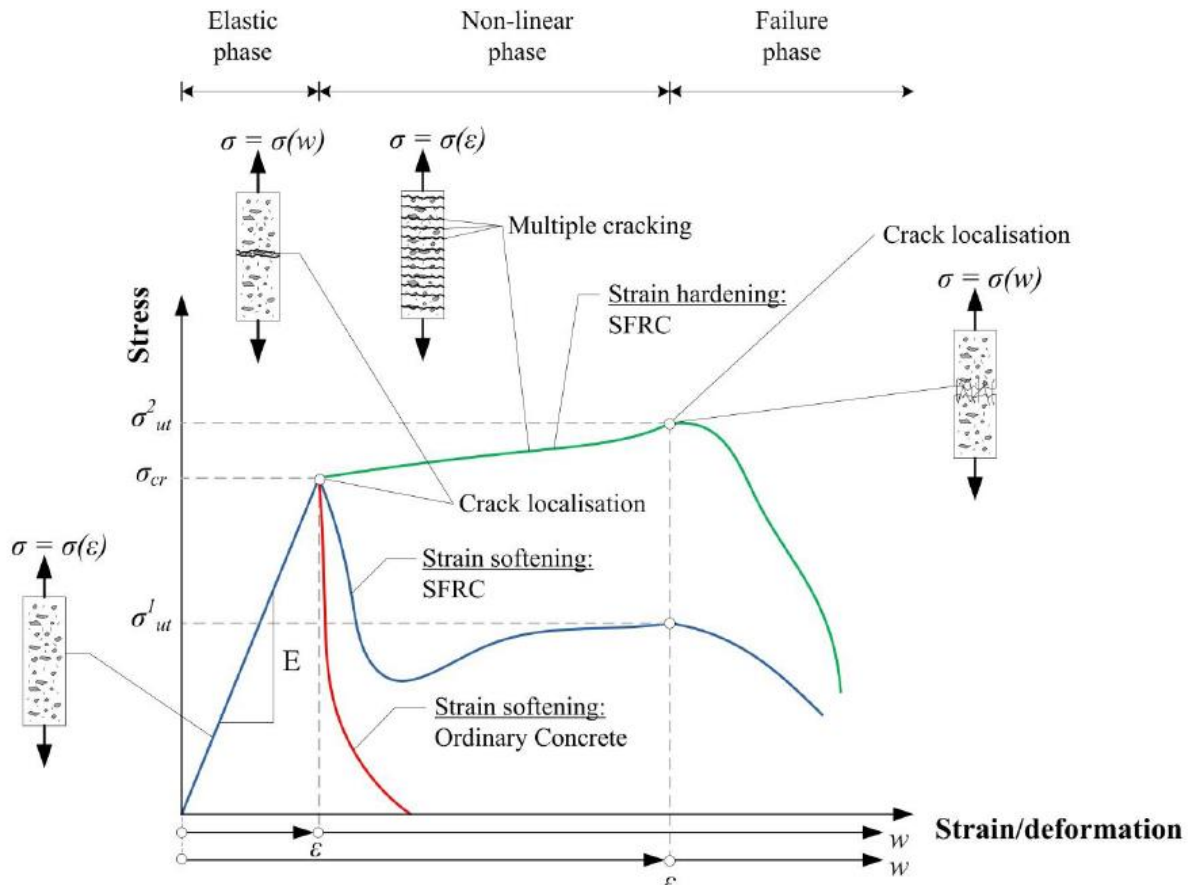 Elastic
phase
Non-linear
phase
Failure
phase
σ = σ(w)
σ = σ(ε)
Multiple cracking
Crack localisation
σ = σ(w)
Strain hardening:
SFRC
Stress
σ²ut
σcr
Crack localisation
σ = σ(ε)
Strain softening:
SFRC
σ¹ut
E
Strain softening:
Ordinary Concrete
ε
w
Strain/deformation
w
ε